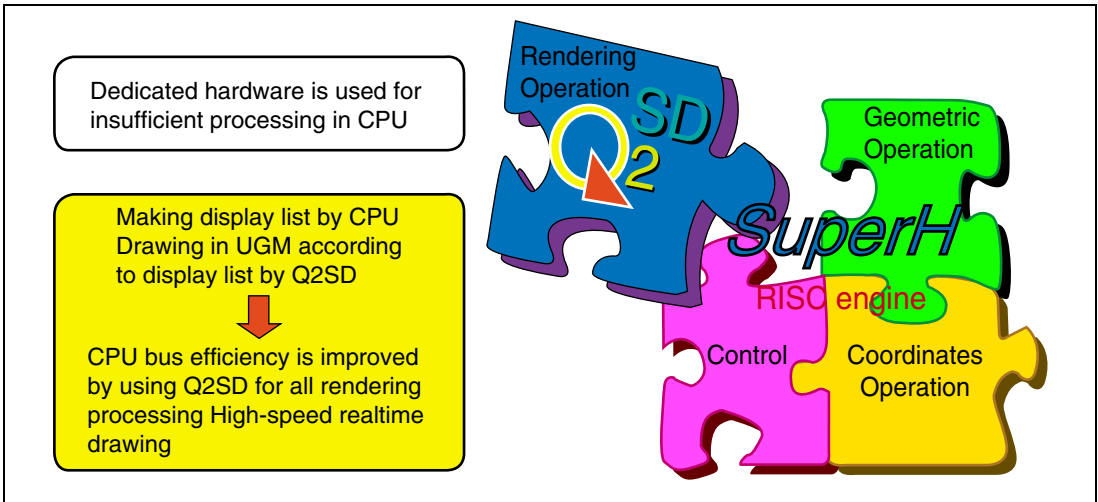 Dedicated hardware is used for
insufficient processing in CPU
Making display list by CPU
Drawing in UGM according
to display list by Q2SD
CPU bus efficiency is improved
by using Q2SD for all rendering
processing High-speed realtime
drawing
Rendering
Operation
Q2SD
Geometric
Operation
SuperH
RISC engine
Control
Coordinates
Operation